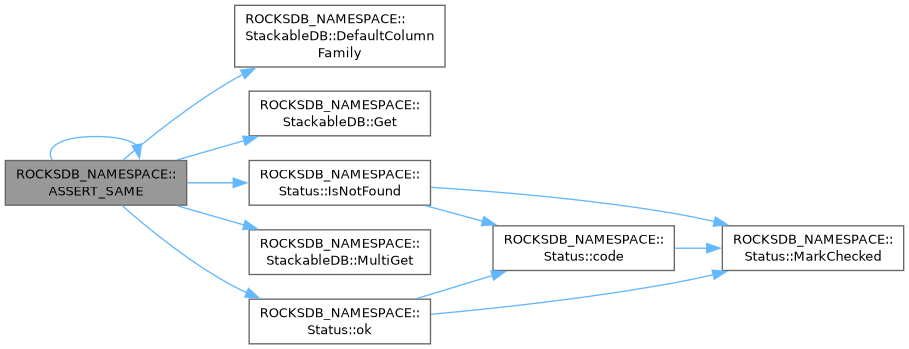 ROCKSDB_NAMESPACE::
ASSERT_SAME
ROCKSDB_NAMESPACE::
StackableDB::DefaultColumn
Family
ROCKSDB_NAMESPACE::
StackableDB::Get
ROCKSDB_NAMESPACE::
Status::IsNotFound
ROCKSDB_NAMESPACE::
StackableDB::MultiGet
ROCKSDB_NAMESPACE::
Status::ok
ROCKSDB_NAMESPACE::
Status::code
ROCKSDB_NAMESPACE::
Status::MarkChecked